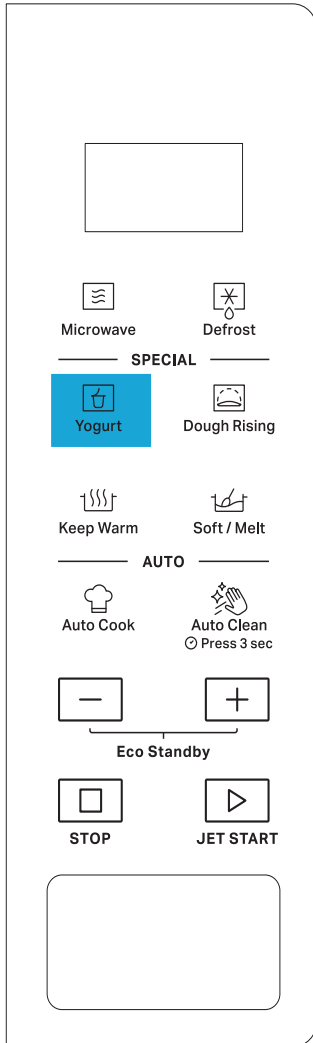 Microwave Defrost
SPECIAL
Yogurt Dough Rising
Keep Warm Soft / Melt
AUTO
Auto Cook Auto Clean
Press 3 sec
Eco Standby
STOP JET START